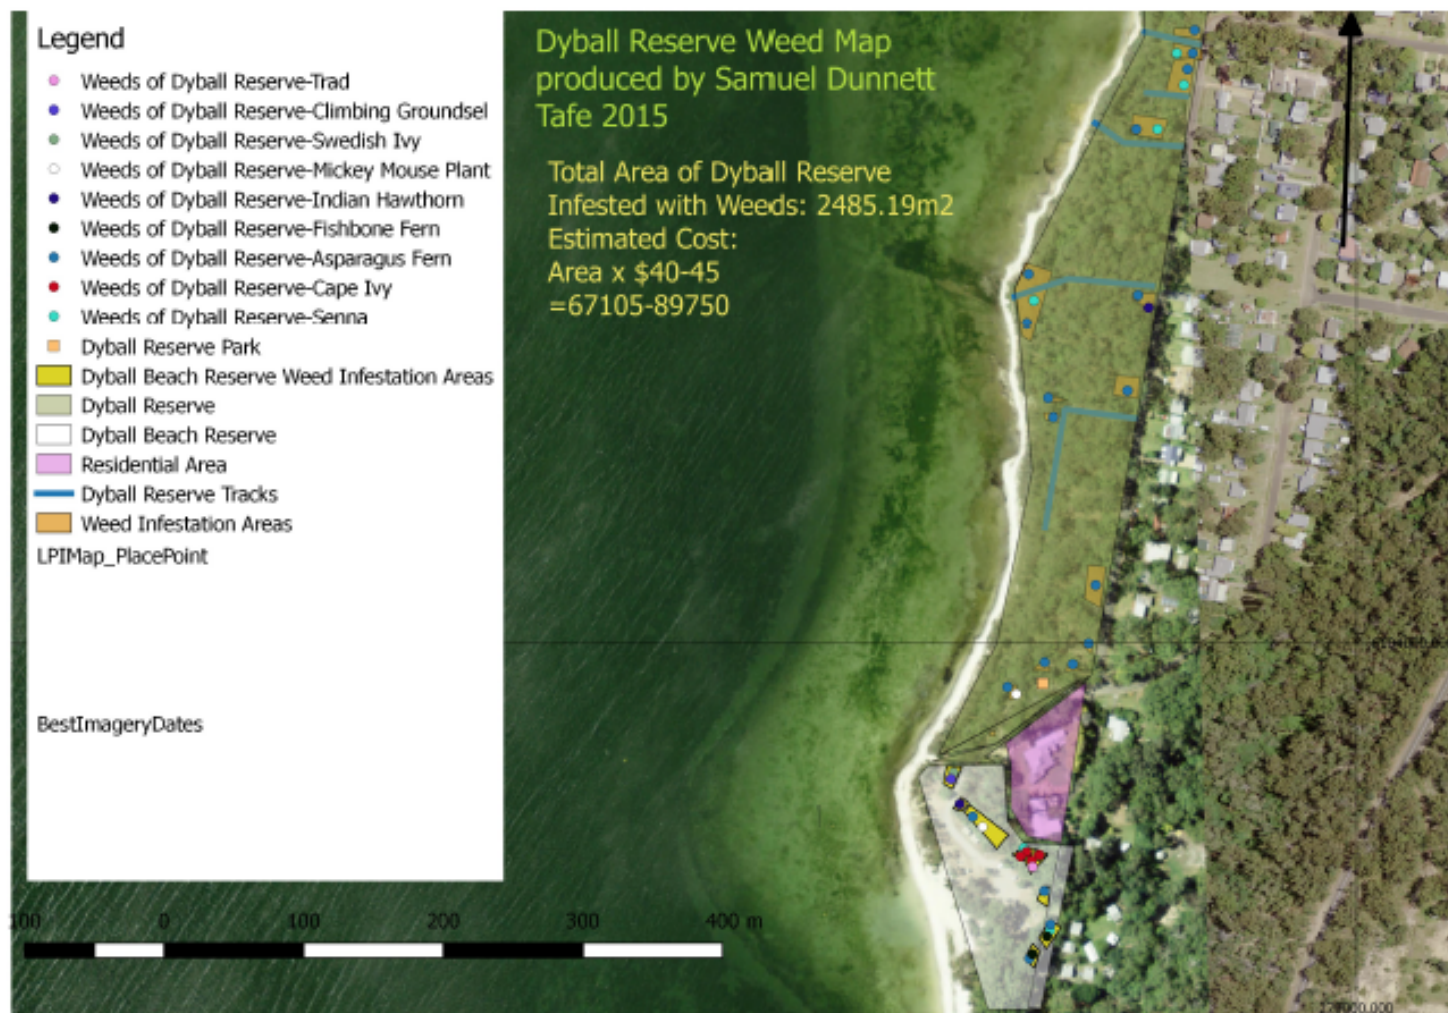 Legend
Weeds of Dyball Reserve-Trad
Weeds of Dyball Reserve-Climbing Groundsel
Weeds of Dyball Reserve-Swedish Ivy
Weeds of Dyball Reserve-Mickey Mouse Plant
Weeds of Dyball Reserve-Indian Hawthorn
Weeds of Dyball Reserve-Fishbone Fern
Weeds of Dyball Reserve-Asparagus Fern
Weeds of Dyball Reserve-Cape Ivy
Weeds of Dyball Reserve-Senna
Dyball Reserve Park
Dyball Beach Reserve Weed Infestation Areas
Dyball Reserve
Dyball Beach Reserve
Residential Area
Dyball Reserve Tracks
Weed Infestation Areas
LPIMap_PlacePoint
BestImageryDates
Dyball Reserve Weed Map
produced by Samuel Dunnett
Tafe 2015
Total Area of Dyball Reserve
Infested with Weeds: 2485.19m2
Estimated Cost:
Area x $40-45
=67105-89750
100 0 100 200 300 400 m